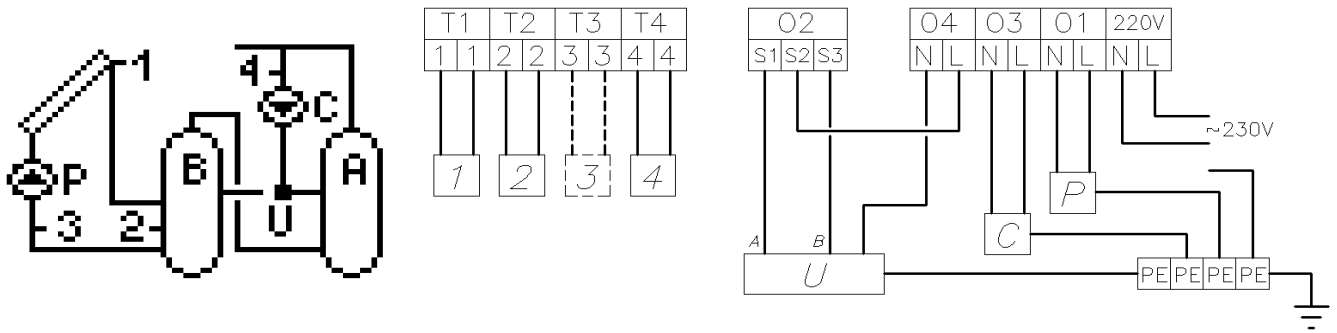 1
4
C
P
B
A
3
2
U
T1 T2 T3 T4
1 1 2 2 3 3 4 4
1 2 3 4
O2 O4 O3 O1 220V
S1 S2 S3 N L N L N L N L
~230V
P
C
A B
U
PE PE PE PE